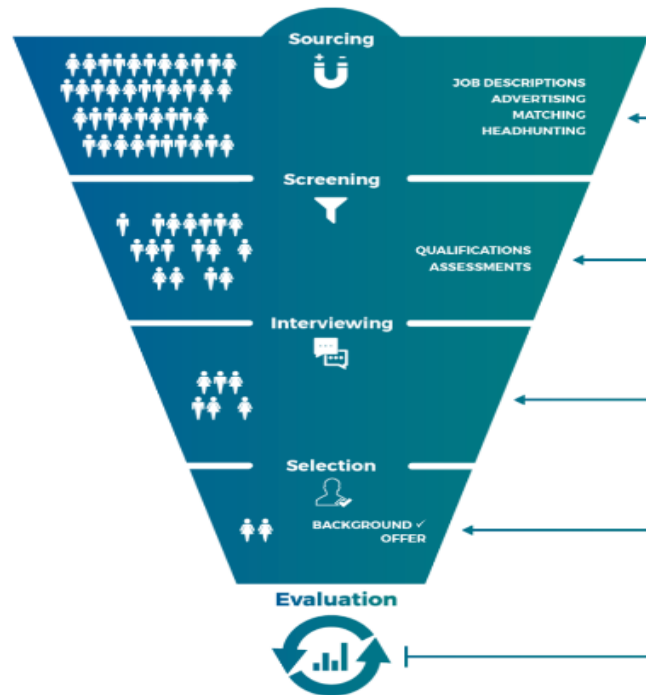 Sourcing
JOB DESCRIPTIONS
ADVERTISING
MATCHING
HEADHUNTING
Screening
QUALIFICATIONS
ASSESSMENTS
Interviewing
Selection
BACKGROUND ✓
OFFER
Evaluation